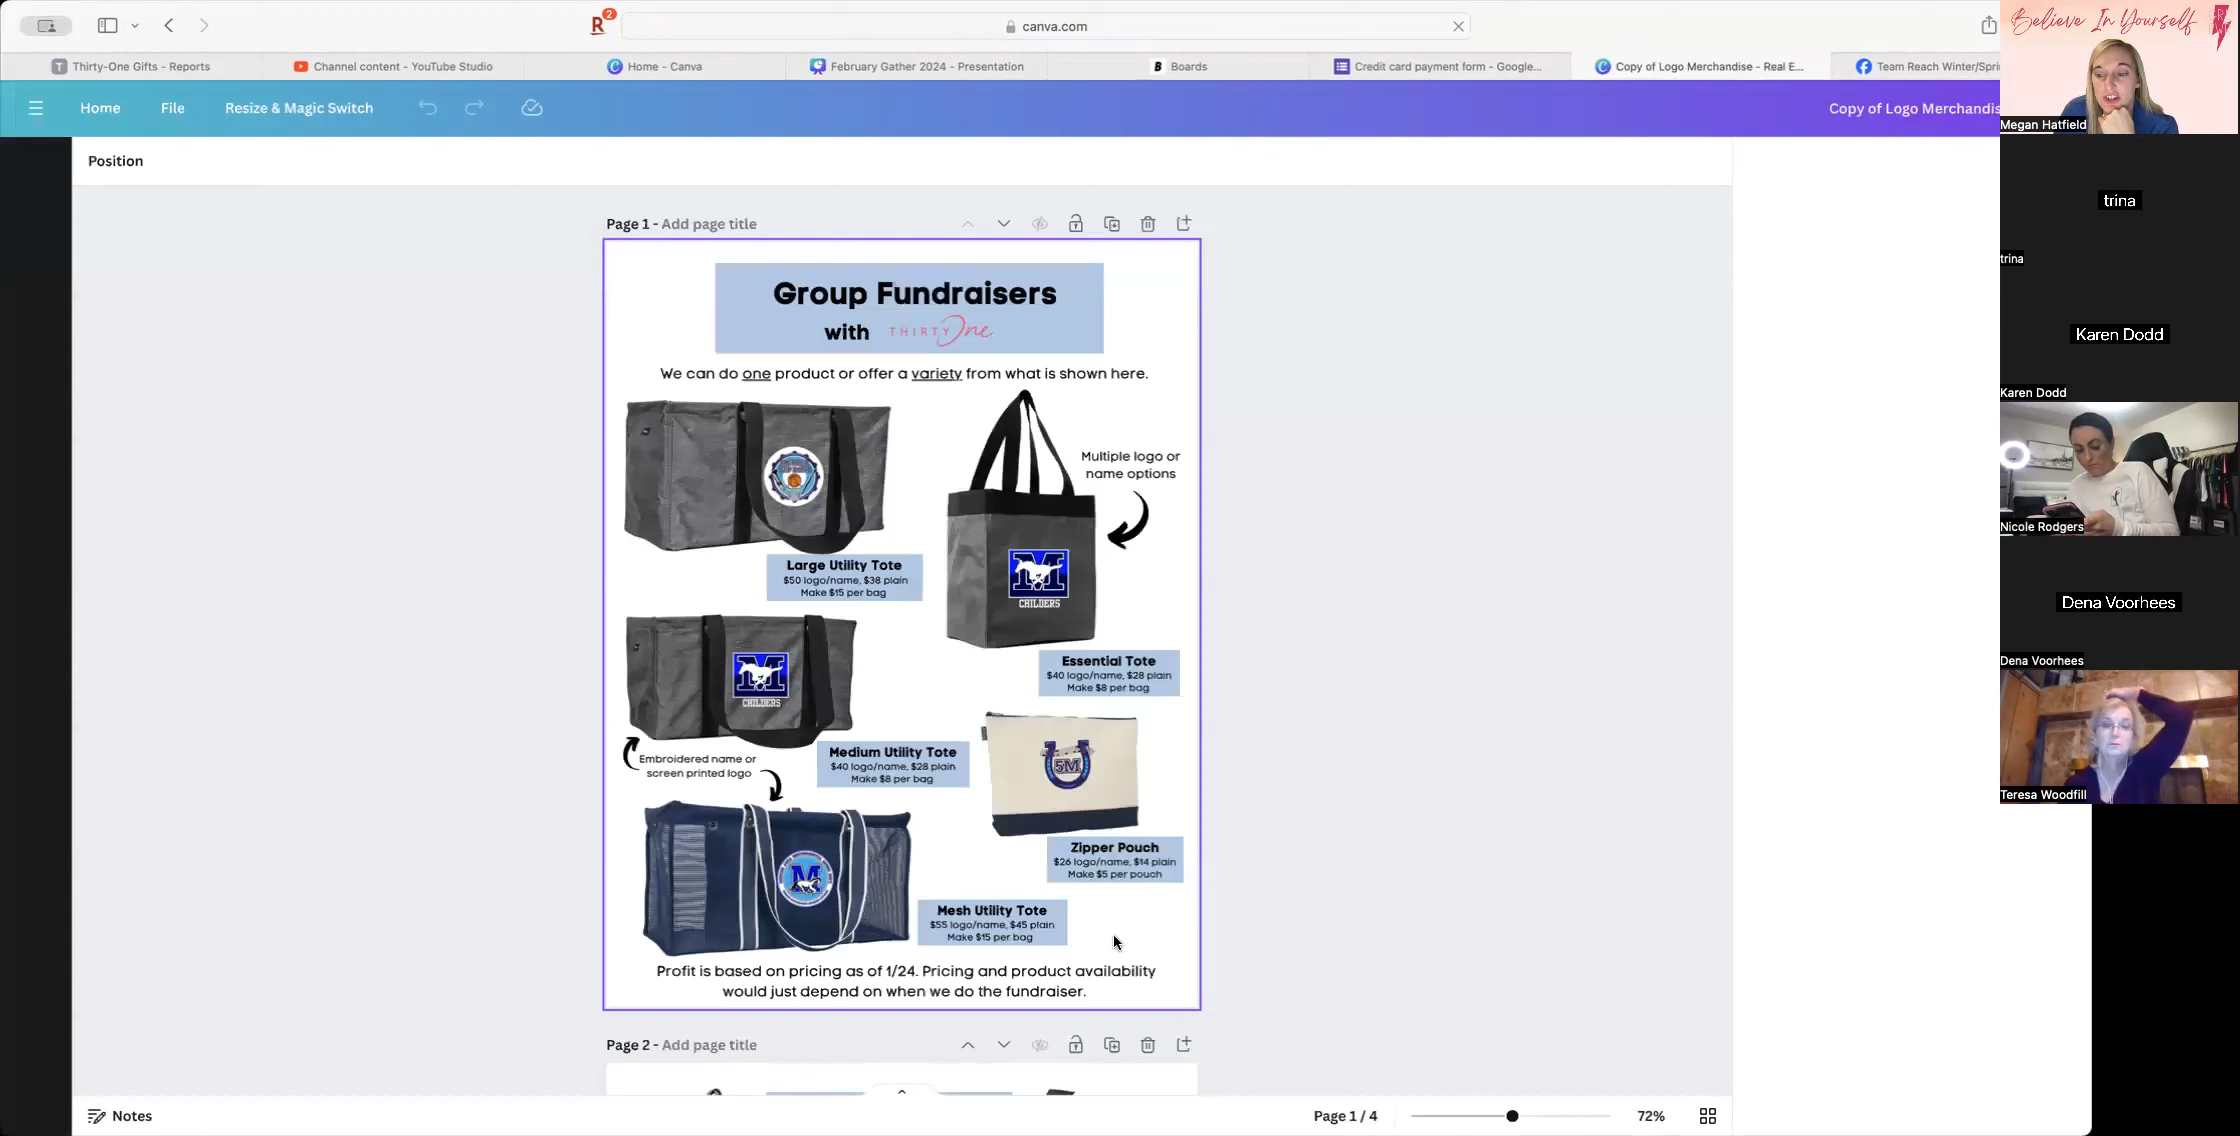 R 2
canva.com
Thirty-One Gifts - Reports
Channel content - YouTube Studio
Home - Canva
February Gather 2024 - Presentation
B Boards
Credit card payment form - Google...
Copy of Logo Merchandise - Real E...
Team Reach Winter/Spri
Home
File
Resize & Magic Switch
Copy of Logo Merchandis
Position
Page 1 - Add page title
Group Fundraisers
with THIRTY One
We can do one product or offer a variety from what is shown here.
Multiple logo or
name options
M
CHILDERS
Large Utility Tote
$50 logo/name, $38 plain
Make $15 per bag
Essential Tote
$40 logo/name, $28 plain
Make $8 per bag
M
CHILDERS
Medium Utility Tote
$40 logo/name, $28 plain
Make $8 per bag
Embroidered name or
screen printed logo
5M
Zipper Pouch
$26 logo/name, $14 plain
Make $5 per pouch
M
Mesh Utility Tote
$55 logo/name, $45 plain
Make $15 per bag
Profit is based on pricing as of 1/24. Pricing and product availability
would just depend on when we do the fundraiser.
Page 2 - Add page title
Notes
Page 1 / 4
72%
Believe In Yourself
Megan Hatfield
trina
trina
Karen Dodd
Karen Dodd
Nicole Rodgers
Dena Voorhees
Dena Voorhees
Teresa Woodfill